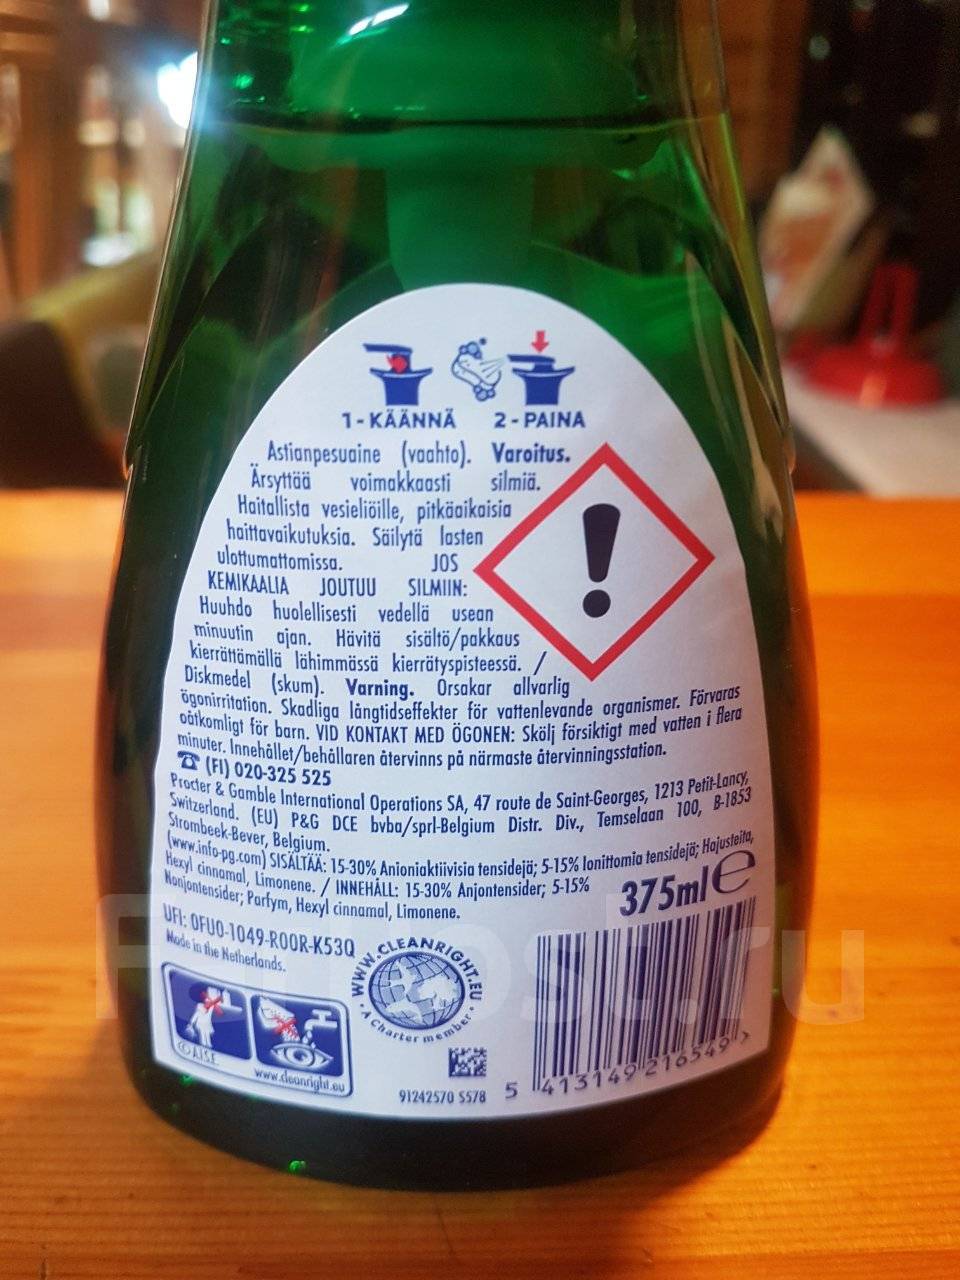 1-KÄÄNNÄ 2-PAINA
Astianpesuaine (vaahto). Varoitus.
Ärsyttää voimakkaasti silmiä.
Haitallista vesieliöille, pitkäaikaisia
haittavaikutuksia. Säilytä lasten
ulottumattomissa. JOS
KEMIKAALIA JOUTUU SILMIIN:
Huuhdo huolellisesti vedellä usean
minuutin ajan. Hävitä sisältö/pakkaus
kierrättämällä lähimmässä kierrätyspisteessä. /
Diskmedel (skum). Varning. Orsakar allvarlig
ögonirritation. Skadliga långtidseffekter för vattenlevande organismer. Förvaras
oåtkomligt för barn. VID KONTAKT MED ÖGONEN: Skölj försiktigt med vatten i flera
minuter. Innehållet/behållaren återvinns på närmaste återvinningsstation.
☎ (FI) 020-325 525
Procter & Gamble International Operations SA, 47 route de Saint-Georges, 1213 Petit-Lancy,
Switzerland. (EU) P&G DCE bvba/sprl-Belgium Distr. Div., Temselaan 100, B-1853
Strombeek-Bever, Belgium.
(www.info-pg.com) SISÄLTÄÄ: 15-30% Anioniaktiivisia tensidejä; 5-15% Ionittomia tensidejä; Hajusteita,
Hexyl cinnamal, Limonene. / INNEHÅLL: 15-30% Anjontensider; 5-15%
Nonjontensider; Parfym, Hexyl cinnamal, Limonene.
375ml℮
UFI: 0FU0-1049-R00R-K53Q
Made in the Netherlands.
WWW.CLEANRIGHT.EU
• A Charter member •
© A.I.S.E.
www.cleanright.eu
91242570 S578
5 413149 216549 >
FarPost.ru